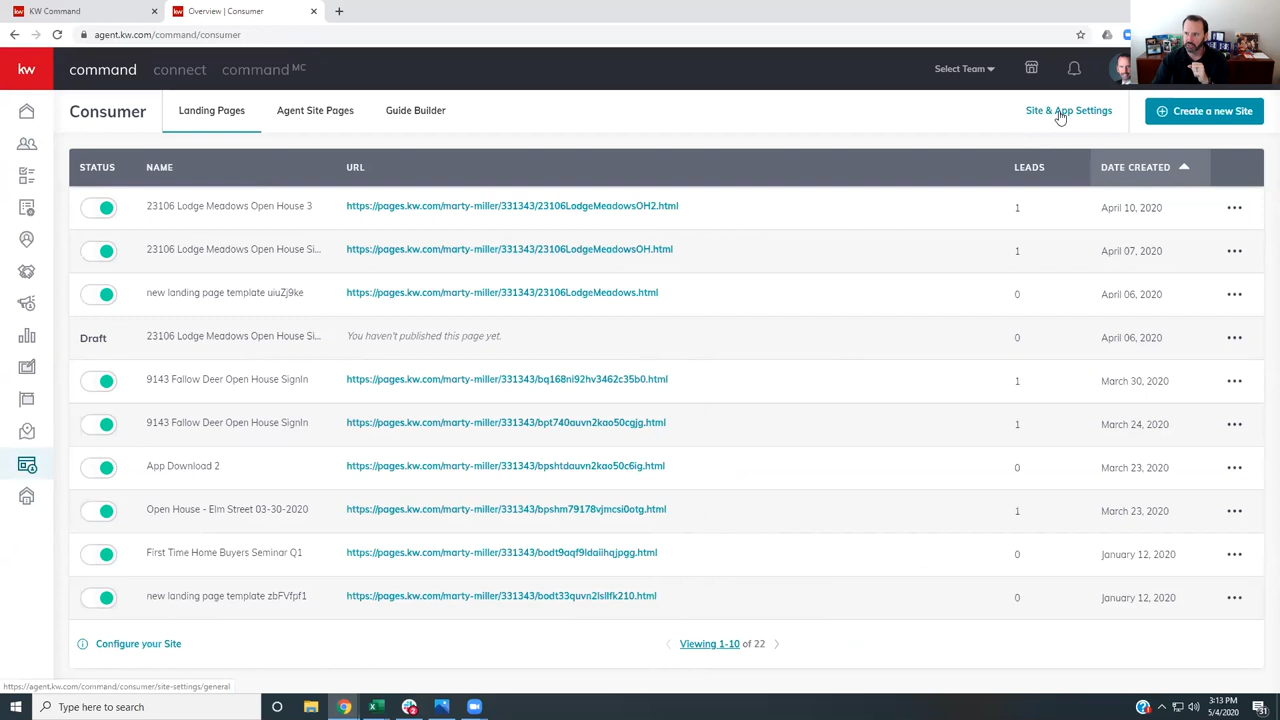 KW Command
Overview | Consumer
agent.kw.com/command/consumer
kw
command
connect
command MC
Select Team
Consumer
Landing Pages
Agent Site Pages
Guide Builder
Site & App Settings
Create a new Site
STATUS NAME URL LEADS DATE CREATED
23106 Lodge Meadows Open House 3 https://pages.kw.com/marty-miller/331343/23106LodgeMeadowsOH2.html 1 April 10, 2020
23106 Lodge Meadows Open House Si... https://pages.kw.com/marty-miller/331343/23106LodgeMeadowsOH.html 1 April 07, 2020
new landing page template uiuZj9ke https://pages.kw.com/marty-miller/331343/23106LodgeMeadows.html 0 April 06, 2020
Draft 23106 Lodge Meadows Open House Si... You haven't published this page yet. 0 April 06, 2020
9143 Fallow Deer Open House SignIn https://pages.kw.com/marty-miller/331343/bq168ni92hv3462c35b0.html 1 March 30, 2020
9143 Fallow Deer Open House SignIn https://pages.kw.com/marty-miller/331343/bpt740auvn2kao50cgjg.html 1 March 24, 2020
App Download 2 https://pages.kw.com/marty-miller/331343/bpshtdauvn2kao50c6ig.html 0 March 23, 2020
Open House - Elm Street 03-30-2020 https://pages.kw.com/marty-miller/331343/bpshm79178vjmcsi0otg.html 1 March 23, 2020
First Time Home Buyers Seminar Q1 https://pages.kw.com/marty-miller/331343/bodt9aqf9ldaiihqjpgg.html 0 January 12, 2020
new landing page template zbFVfpf1 https://pages.kw.com/marty-miller/331343/bodt33quvn2lsllfk210.html 0 January 12, 2020
Configure your Site
Viewing 1-10 of 22
https://agent.kw.com/command/consumer/site-settings/general
Type here to search
3:13 PM
5/4/2020